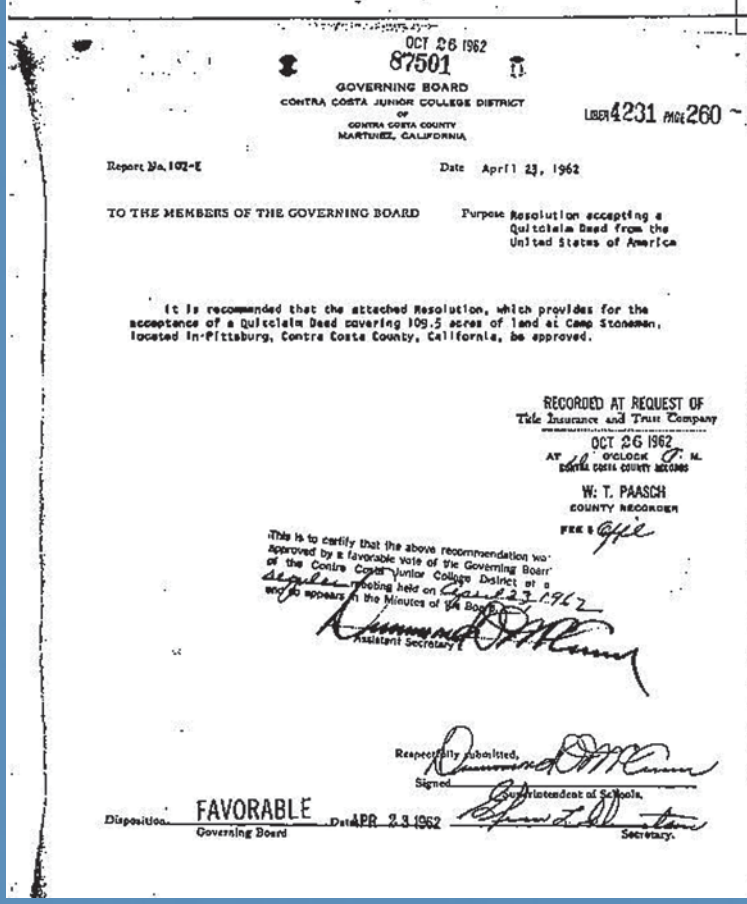 OCT 26 1962
87501
GOVERNING BOARD
CONTRA COSTA JUNIOR COLLEGE DISTRICT
OF
CONTRA COSTA COUNTY
MARTINEZ, CALIFORNIA
LIBER 4231 PAGE 260
Report No. 102-E
Date April 23, 1962
TO THE MEMBERS OF THE GOVERNING BOARD
Purpose Resolution accepting a
Quitclaim Deed from the
United States of America
It is recommended that the attached Resolution, which provides for the
acceptance of a Quitclaim Deed covering 109.5 acres of land at Camp Stoneman,
located in Pittsburg, Contra Costa County, California, be approved.
RECORDED AT REQUEST OF
Title Insurance and Trust Company
OCT 26 1962
AT O'CLOCK M.
CONTRA COSTA COUNTY RECORDS
W. T. PAASCH
COUNTY RECORDER
FEE $ Offl
This is to certify that the above recommendation was
approved by a favorable vote of the Governing Board
of the Contra Costa Junior College District at a
regular meeting held on April 23, 1962
and so appears in the Minutes of the Board.
Assistant Secretary
Respectfully submitted,
Signed
Superintendent of Schools.
Disposition FAVORABLE Date APR 23 1962
Governing Board
Secretary.